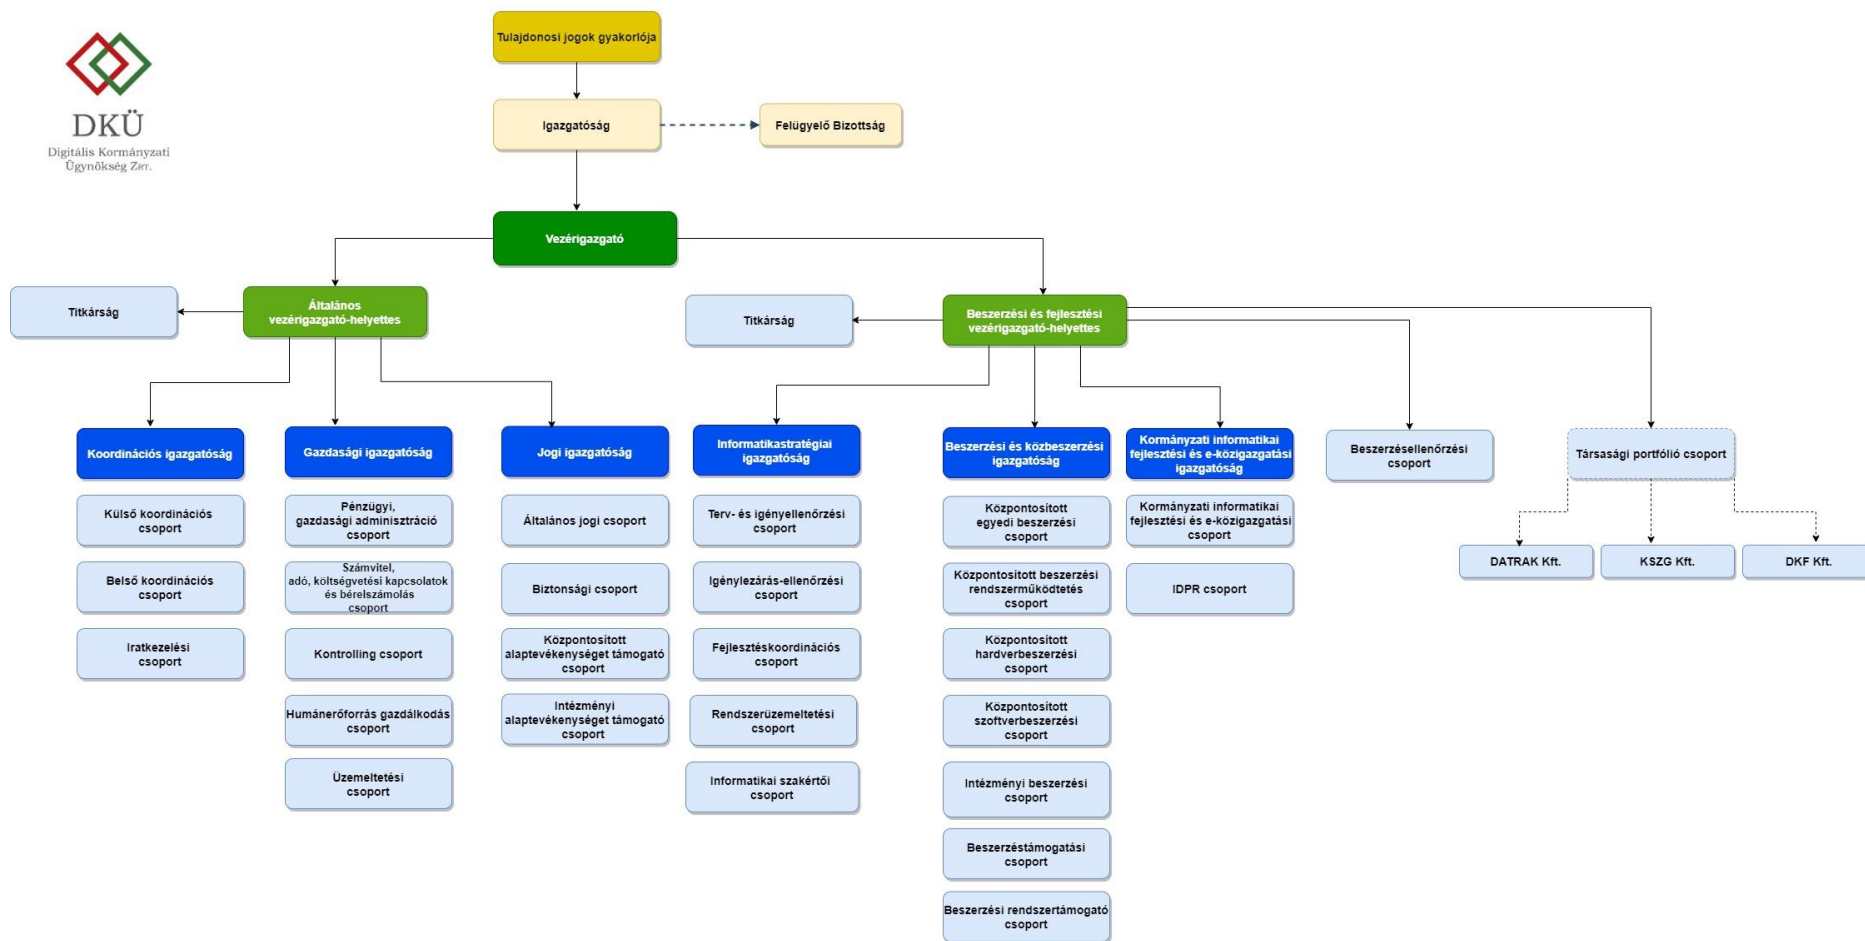 Tulajdonosi jogok gyakorlója
DKÜ
Digitális Kormányzati
Ügynökség ZRT.
Igazgatóság
Felügyelő Bizottság
Vezérigazgató
Titkárság
Általános
vezérigazgató-helyettes
Titkárság
Beszerzési és fejlesztési
vezérigazgató-helyettes
Koordinációs igazgatóság
Külső koordinációs
csoport
Belső koordinációs
csoport
Iratkezelési
csoport
Gazdasági igazgatóság
Pénzügyi,
gazdasági adminisztráció
csoport
Számvitel,
adó, költségvetési kapcsolatok
és bérelszámolás
csoport
Kontrolling csoport
Humánerőforrás gazdálkodás
csoport
Üzemeltetési
csoport
Jogi igazgatóság
Általános jogi csoport
Biztonsági csoport
Központosított
alaptevékenységet támogató
csoport
Intézményi
alaptevékenységet támogató
csoport
Informatikastratégiai
igazgatóság
Terv- és igényellenőrzési
csoport
Igénylezárás-ellenőrzési
csoport
Fejlesztéskoordinációs
csoport
Rendszerüzemeltetési
csoport
Informatikai szakértői
csoport
Beszerzési és közbeszerzési
igazgatóság
Központosított
egyedi beszerzési
csoport
Központosított beszerzési
rendszerműködtetés
csoport
Központosított
hardverbeszerzési
csoport
Központosított
szoftverbeszerzési
csoport
Intézményi beszerzési
csoport
Beszerzéstámogatási
csoport
Beszerzési rendszertámogató
csoport
Kormányzati informatikai
fejlesztési és e-közigazgatási
igazgatóság
Kormányzati informatikai
fejlesztési és e-közigazgatási
csoport
IDPR csoport
Beszerzésellenőrzési
csoport
Társasági portfólió csoport
DATRAK Kft.
KSZG Kft.
DKF Kft.